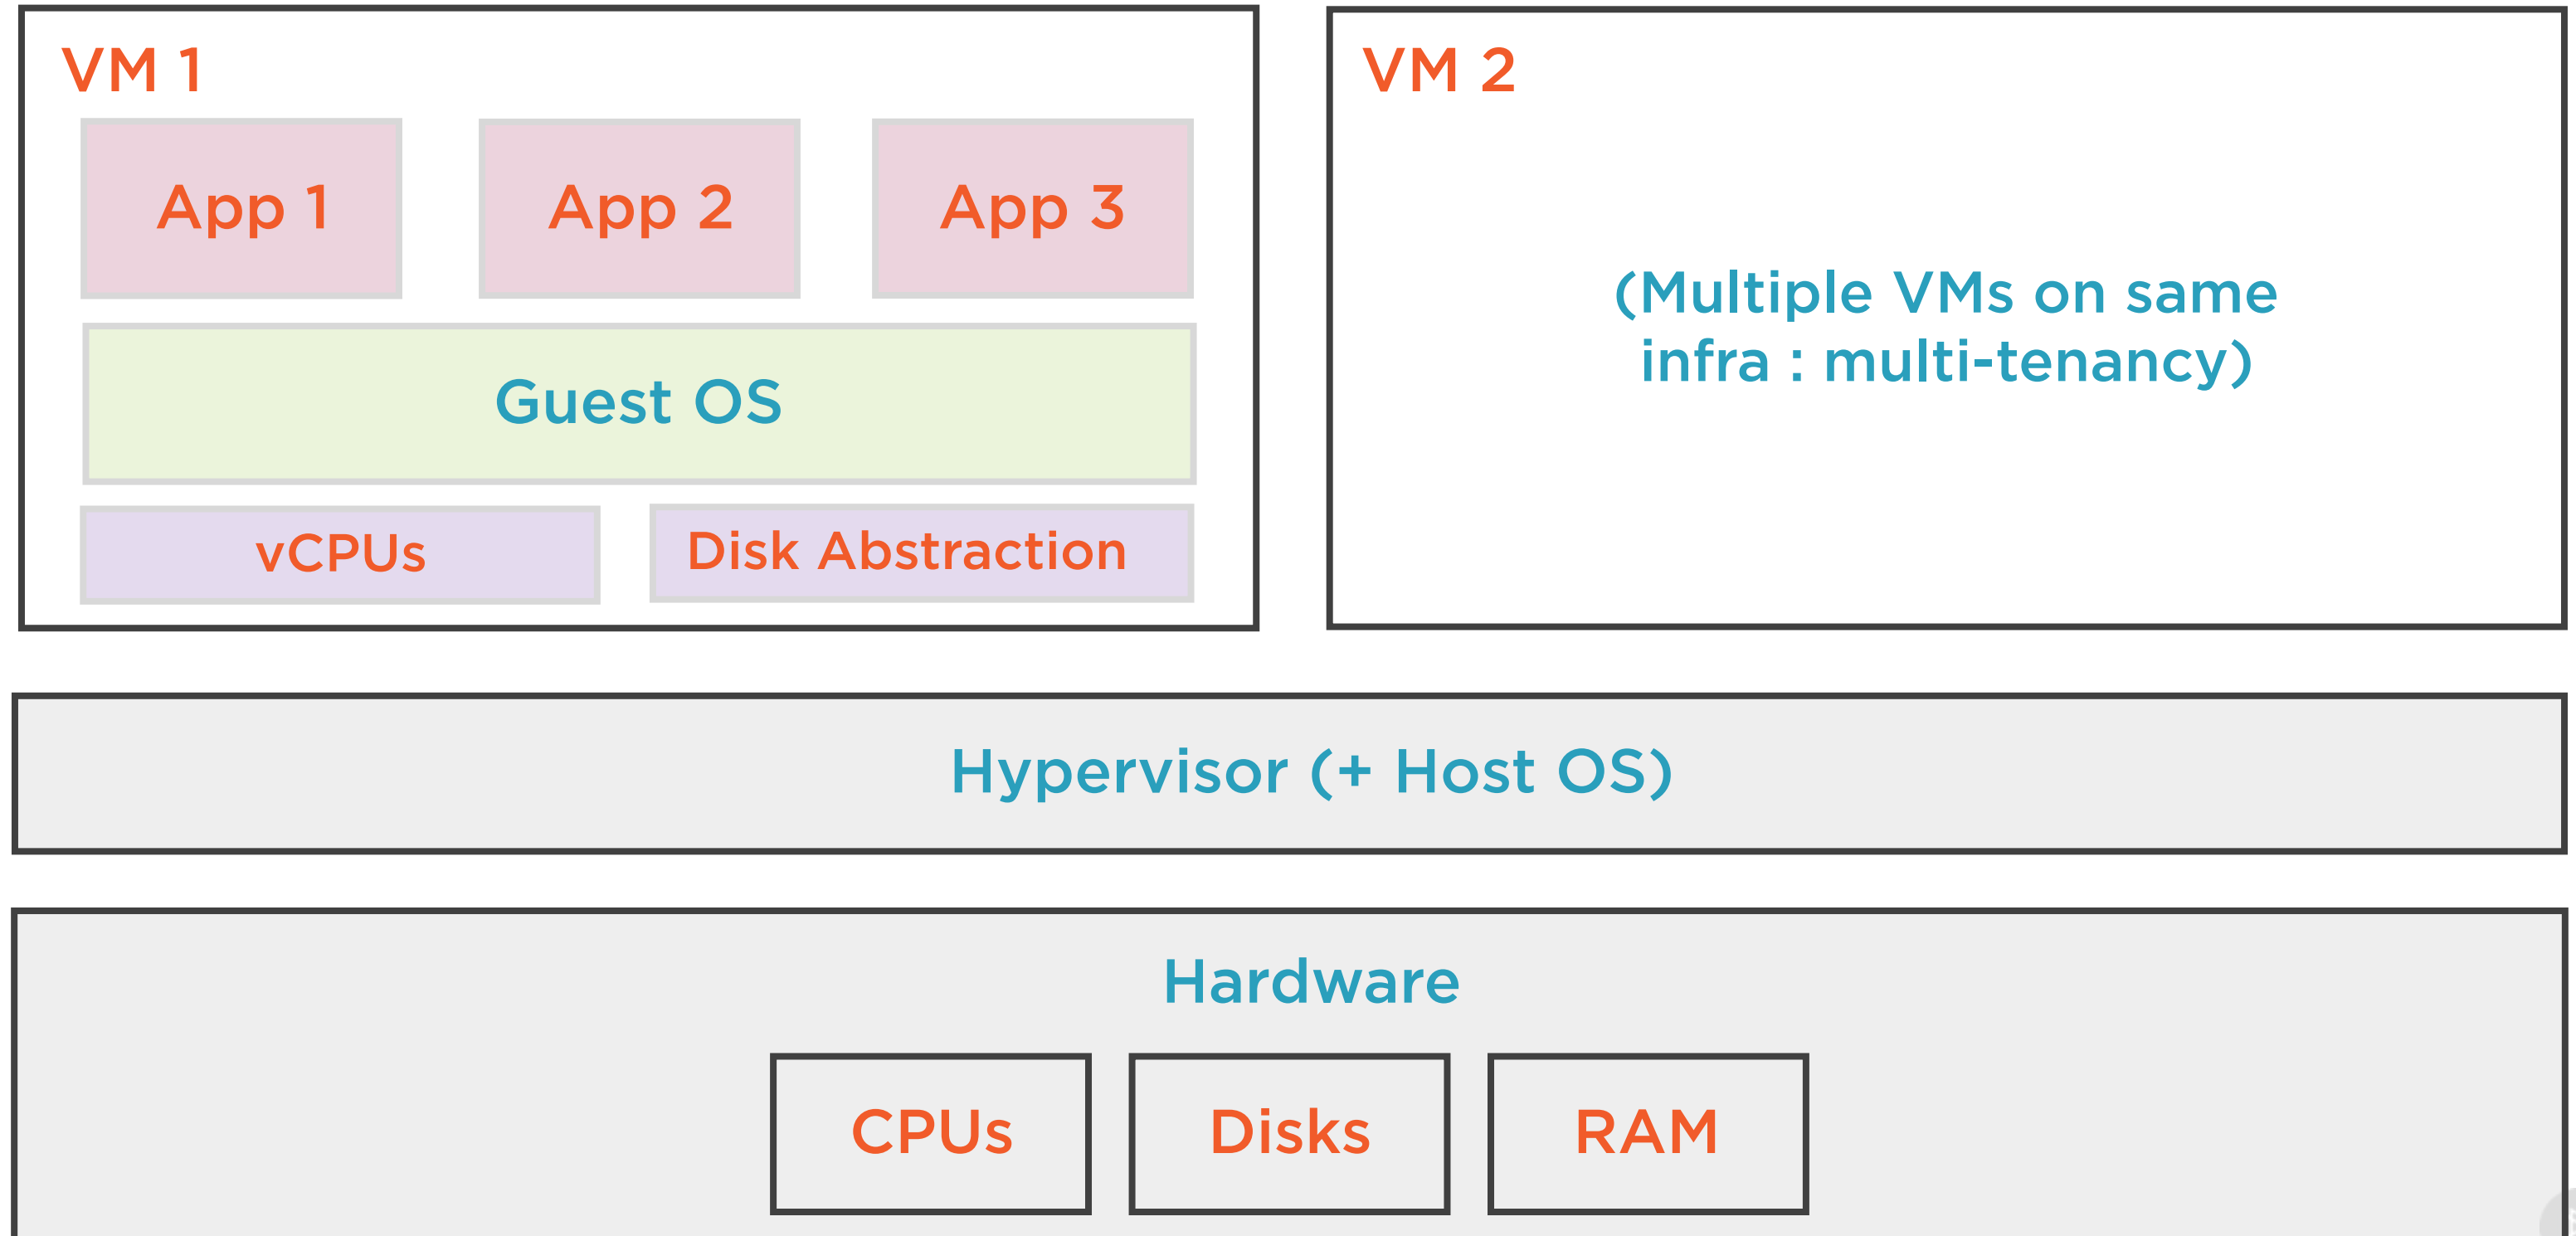 VM 1
App 1
App 2
App 3
Guest OS
vCPUs
Disk Abstraction
VM 2
(Multiple VMs on same
infra : multi-tenancy)
Hypervisor (+ Host OS)
Hardware
CPUs
Disks
RAM